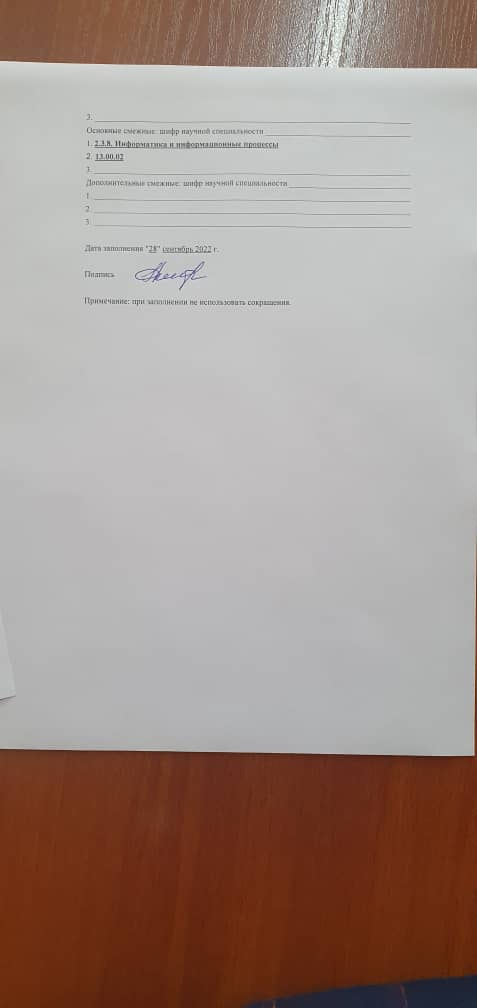 3.
Основные смежные: шифр научной специальности
1. 2.3.8. Информатика и информационные процессы
2. 13.00.02
3.
Дополнительные смежные: шифр научной специальности
1.
2.
3.
Дата заполнения "28" сентябрь 2022 г.
Подпись
Примечание: при заполнении не использовать сокращения.